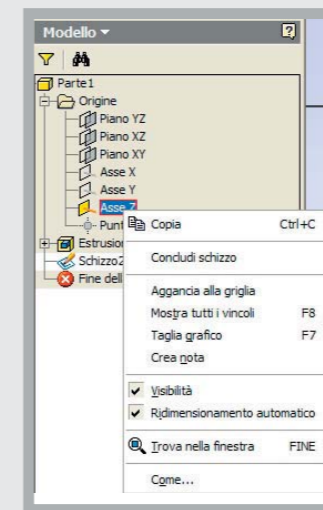 Modello
Parte1
Origine
Piano YZ
Piano XZ
Piano XY
Asse X
Asse Y
Asse Z
Punt
Estrusion
Schizzo2
Fine dell
Copia Ctrl+C
Concludi schizzo
Aggancia alla griglia
Mostra tutti i vincoli F8
Taglia grafico F7
Crea nota
Visibilità
Ridimensionamento automatico
Trova nella finestra FINE
Come...